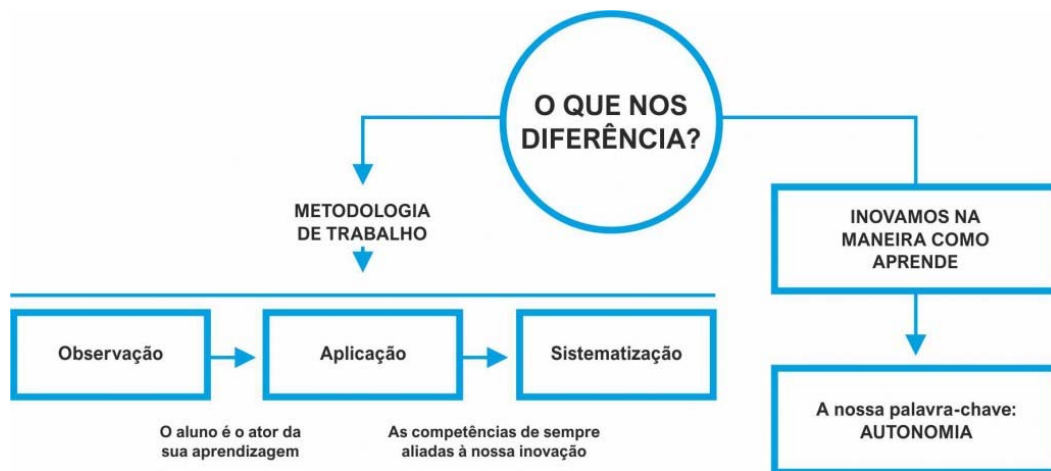 O QUE NOS
DIFERÊNCIA?
METODOLOGIA
DE TRABALHO
INOVAMOS NA
MANEIRA COMO
APRENDE
Observação
Aplicação
Sistematização
O aluno é o ator da
sua aprendizagem
As competências de sempre
aliadas à nossa inovação
A nossa palavra-chave:
AUTONOMIA